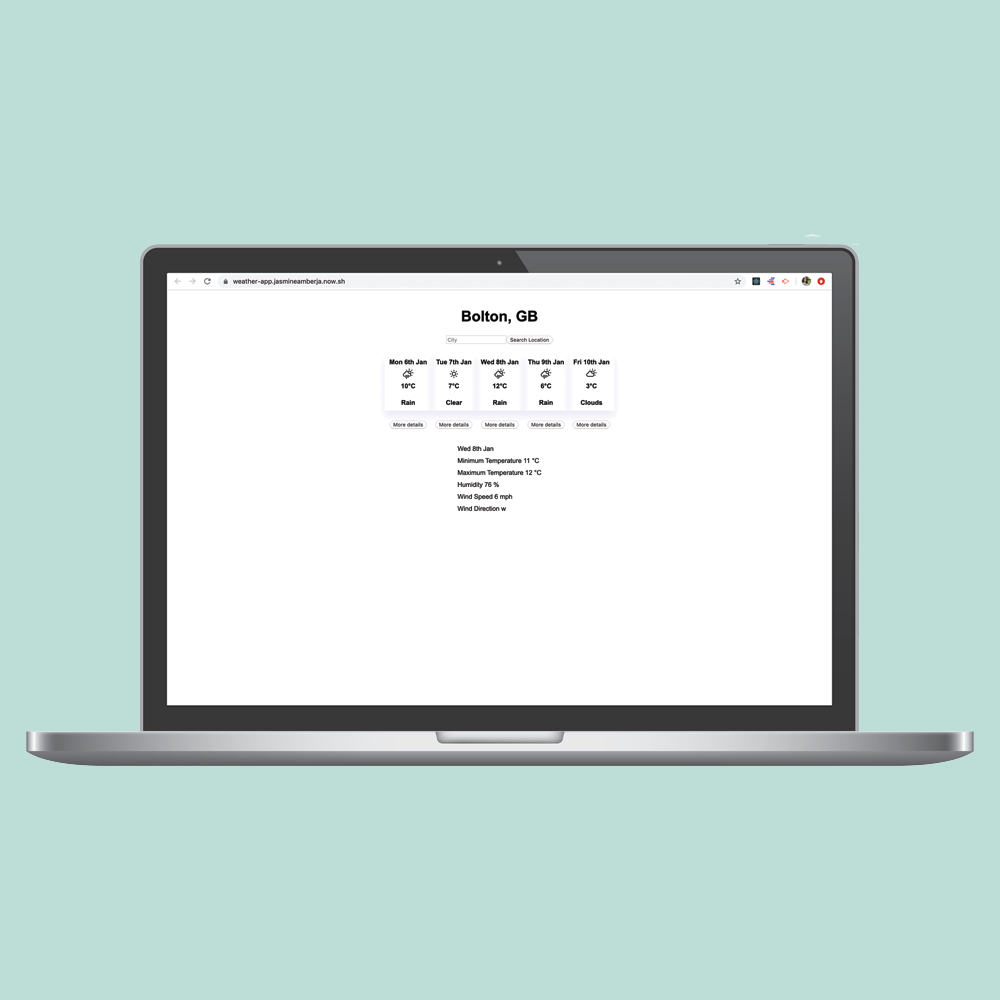 weather-app.jasmineamberja.now.sh
Bolton, GB
City Search Location
Mon 6th Jan Tue 7th Jan Wed 8th Jan Thu 9th Jan Fri 10th Jan
10°C 7°C 12°C 6°C 3°C
Rain Clear Rain Rain Clouds
More details More details More details More details More details
Wed 8th Jan
Minimum Temperature 11 °C
Maximum Temperature 12 °C
Humidity 76 %
Wind Speed 6 mph
Wind Direction w